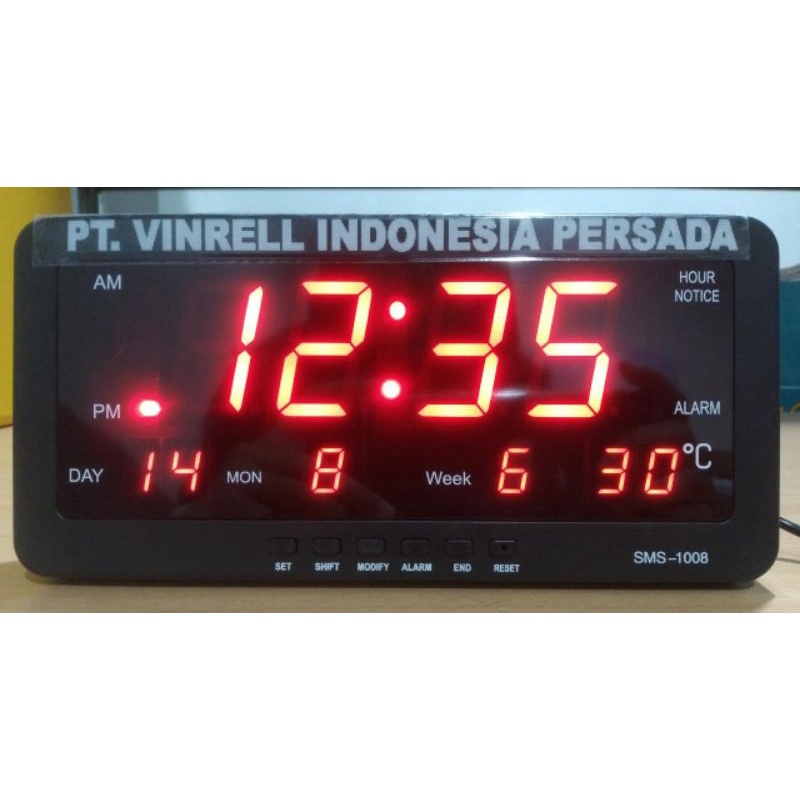 PT. VINRELL INDONESIA PERSADA
AM
12:35
HOUR
NOTICE
PM
ALARM
DAY 14 MON 8 Week 6 30°C
SET SHIFT MODIFY ALARM END RESET
SMS-1008